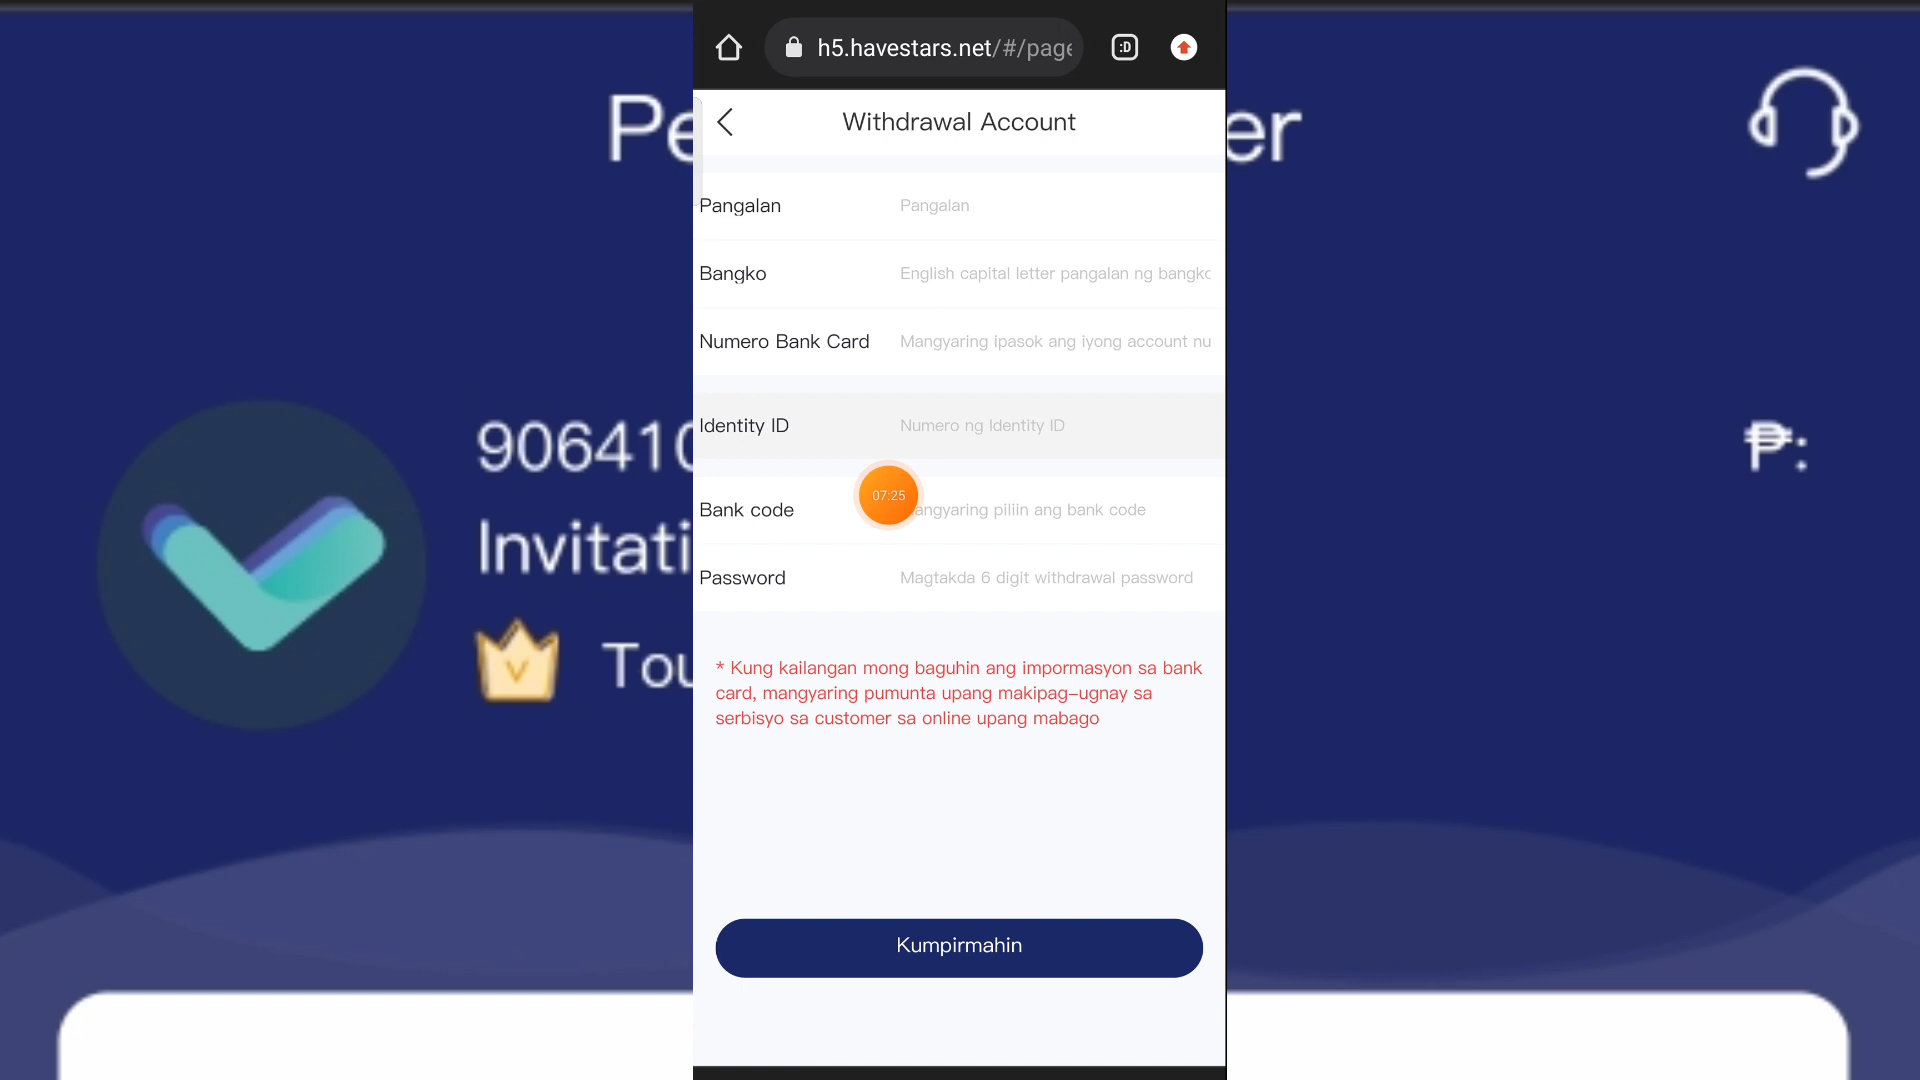 h5.havestars.net/#/page
:D
Withdrawal Account
Pangalan Pangalan
Bangko English capital letter pangalan ng bangko
Numero Bank Card Mangyaring ipasok ang iyong account nu
Identity ID Numero ng Identity ID
07:25
Bank code angyaring piliin ang bank code
Password Magtakda 6 digit withdrawal password
* Kung kailangan mong baguhin ang impormasyon sa bank
card, mangyaring pumunta upang makipag-ugnay sa
serbisyo sa customer sa online upang mabago
Kumpirmahin
Pe
er
90641
₱:
Invitati
V
Tou